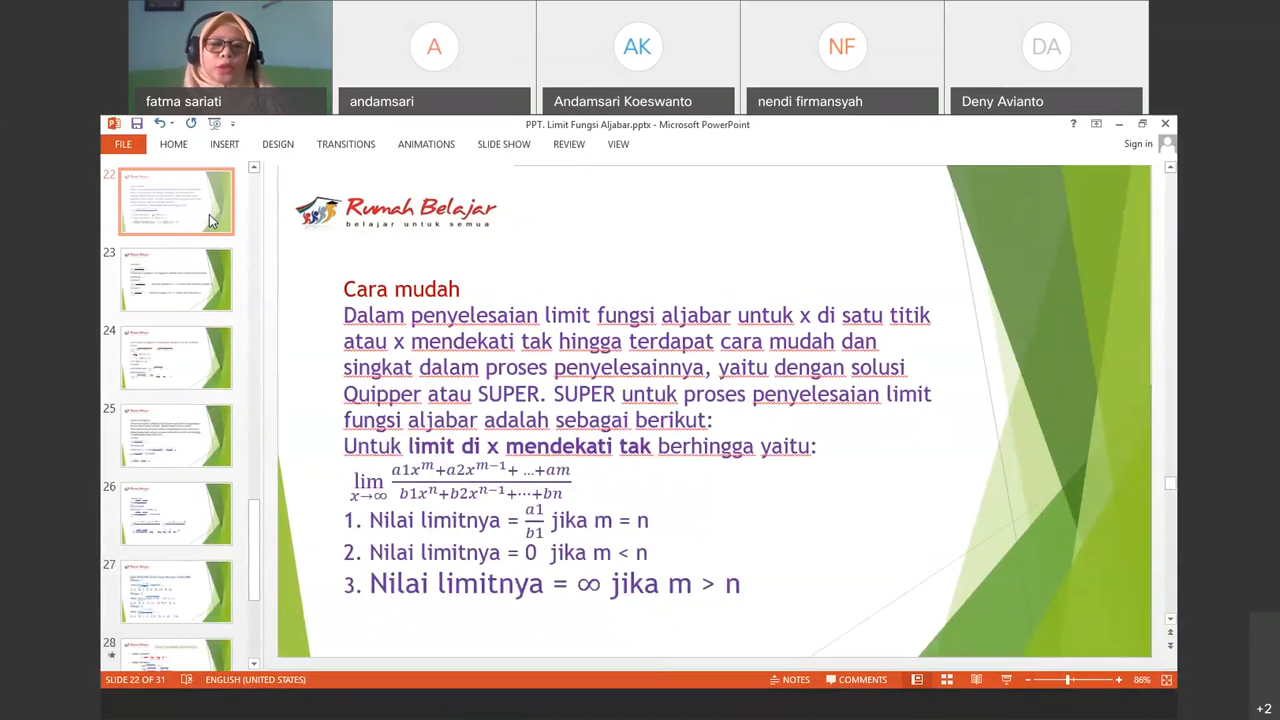 A
AK
NF
DA
fatma sariati
andamsari
Andamsari Koeswanto
nendi firmansyah
Deny Avianto
PPT. Limit Fungsi Aljabar.pptx - Microsoft PowerPoint
?
FILE
HOME
INSERT
DESIGN
TRANSITIONS
ANIMATIONS
SLIDE SHOW
REVIEW
VIEW
Sign in
22
23
24
25
26
27
28
Rumah Belajar
belajar untuk semua
Cara mudah
Dalam penyelesaian limit fungsi aljabar untuk x di satu titik
atau x mendekati tak hingga terdapat cara mudah dan
singkat dalam proses penyelesainnya, yaitu dengan solusi
Quipper atau SUPER. SUPER untuk proses penyelesaian limit
fungsi aljabar adalah sebagai berikut:
Untuk limit di x mendekati tak berhingga yaitu:
lim x→∞ (a1x^m+a2x^(m−1)+ …+am)/(b1x^n+b2x^(n−1)+⋯+bn)
1. Nilai limitnya = a1/b1 jika m = n
2. Nilai limitnya = 0 jika m < n
3. Nilai limitnya = ∞ jika m > n
SLIDE 22 OF 31
ENGLISH (UNITED STATES)
NOTES
COMMENTS
86%
+2